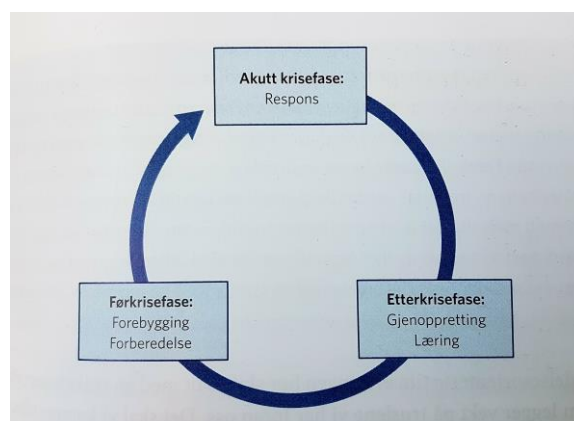 Akutt krisefase:
Respons
Førkrisefase:
Forebygging
Forberedelse
Etterkrisefase:
Gjenoppretting
Læring